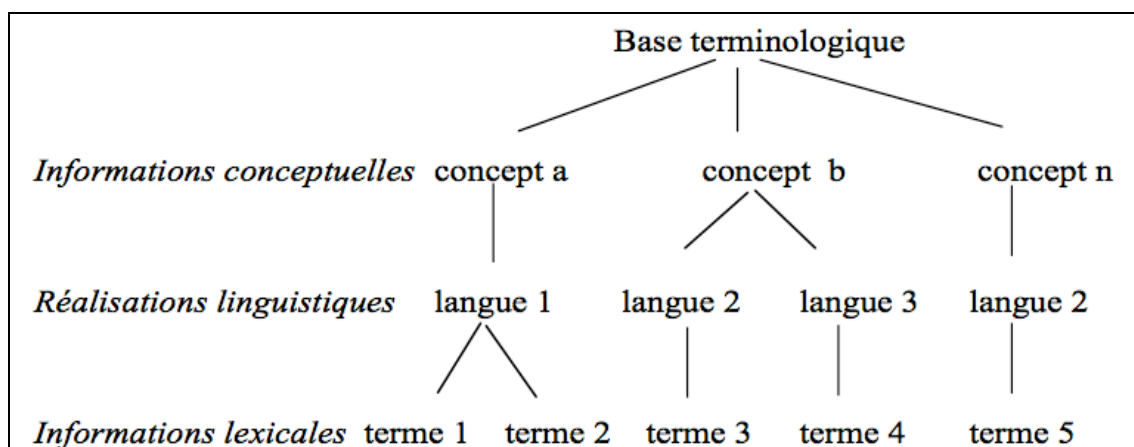 Base terminologique
Informations conceptuelles concept a concept b concept n
Réalisations linguistiques langue 1 langue 2 langue 3 langue 2
Informations lexicales terme 1 terme 2 terme 3 terme 4 terme 5